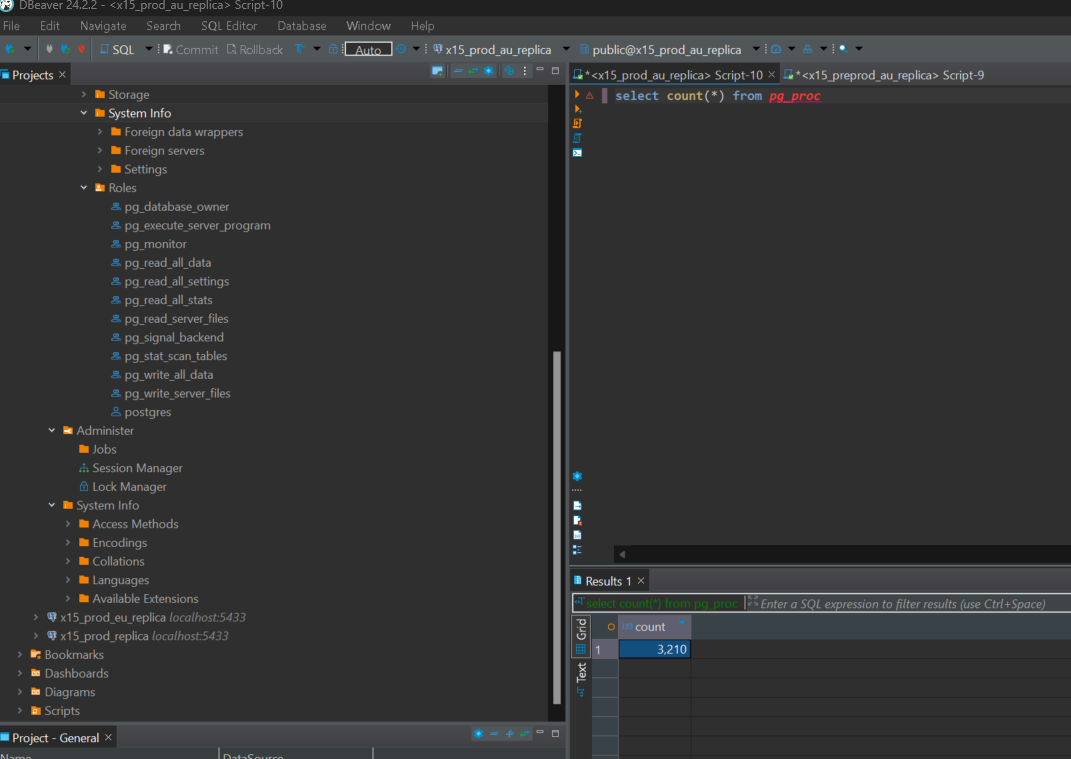 DBeaver 24.2.2 - <x15_prod_au_replica> Script-10
File Edit Navigate Search SQL Editor Database Window Help
SQL Commit Rollback Auto x15_prod_au_replica public@x15_prod_au_replica
Projects
Storage
System Info
Foreign data wrappers
Foreign servers
Settings
Roles
pg_database_owner
pg_execute_server_program
pg_monitor
pg_read_all_data
pg_read_all_settings
pg_read_all_stats
pg_read_server_files
pg_signal_backend
pg_stat_scan_tables
pg_write_all_data
pg_write_server_files
postgres
Administer
Jobs
Session Manager
Lock Manager
System Info
Access Methods
Encodings
Collations
Languages
Available Extensions
x15_prod_eu_replica localhost:5433
x15_prod_replica localhost:5433
Bookmarks
Dashboards
Diagrams
Scripts
Project - General
Name DataSource
*<x15_prod_au_replica> Script-10 *<x15_preprod_au_replica> Script-9
select count(*) from pg_proc
Results 1
select count(*) from pg_proc Enter a SQL expression to filter results (use Ctrl+Space)
Grid
Text
count
1 3,210